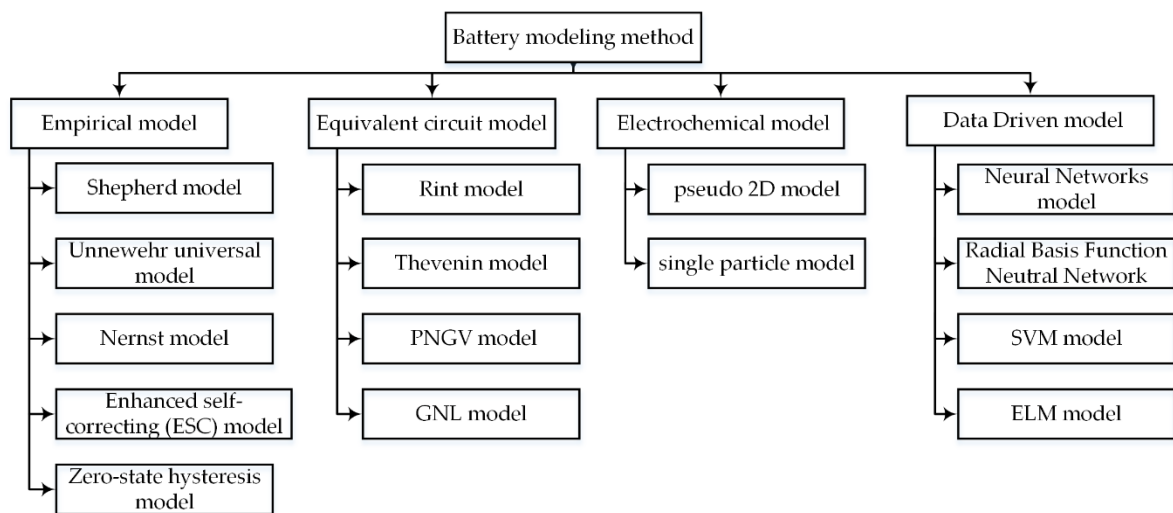 Battery modeling method
Empirical model
Shepherd model
Unnewehr universal
model
Nernst model
Enhanced self-
correcting (ESC) model
Zero-state hysteresis
model
Equivalent circuit model
Rint model
Thevenin model
PNGV model
GNL model
Electrochemical model
pseudo 2D model
single particle model
Data Driven model
Neural Networks
model
Radial Basis Function
Neutral Network
SVM model
ELM model